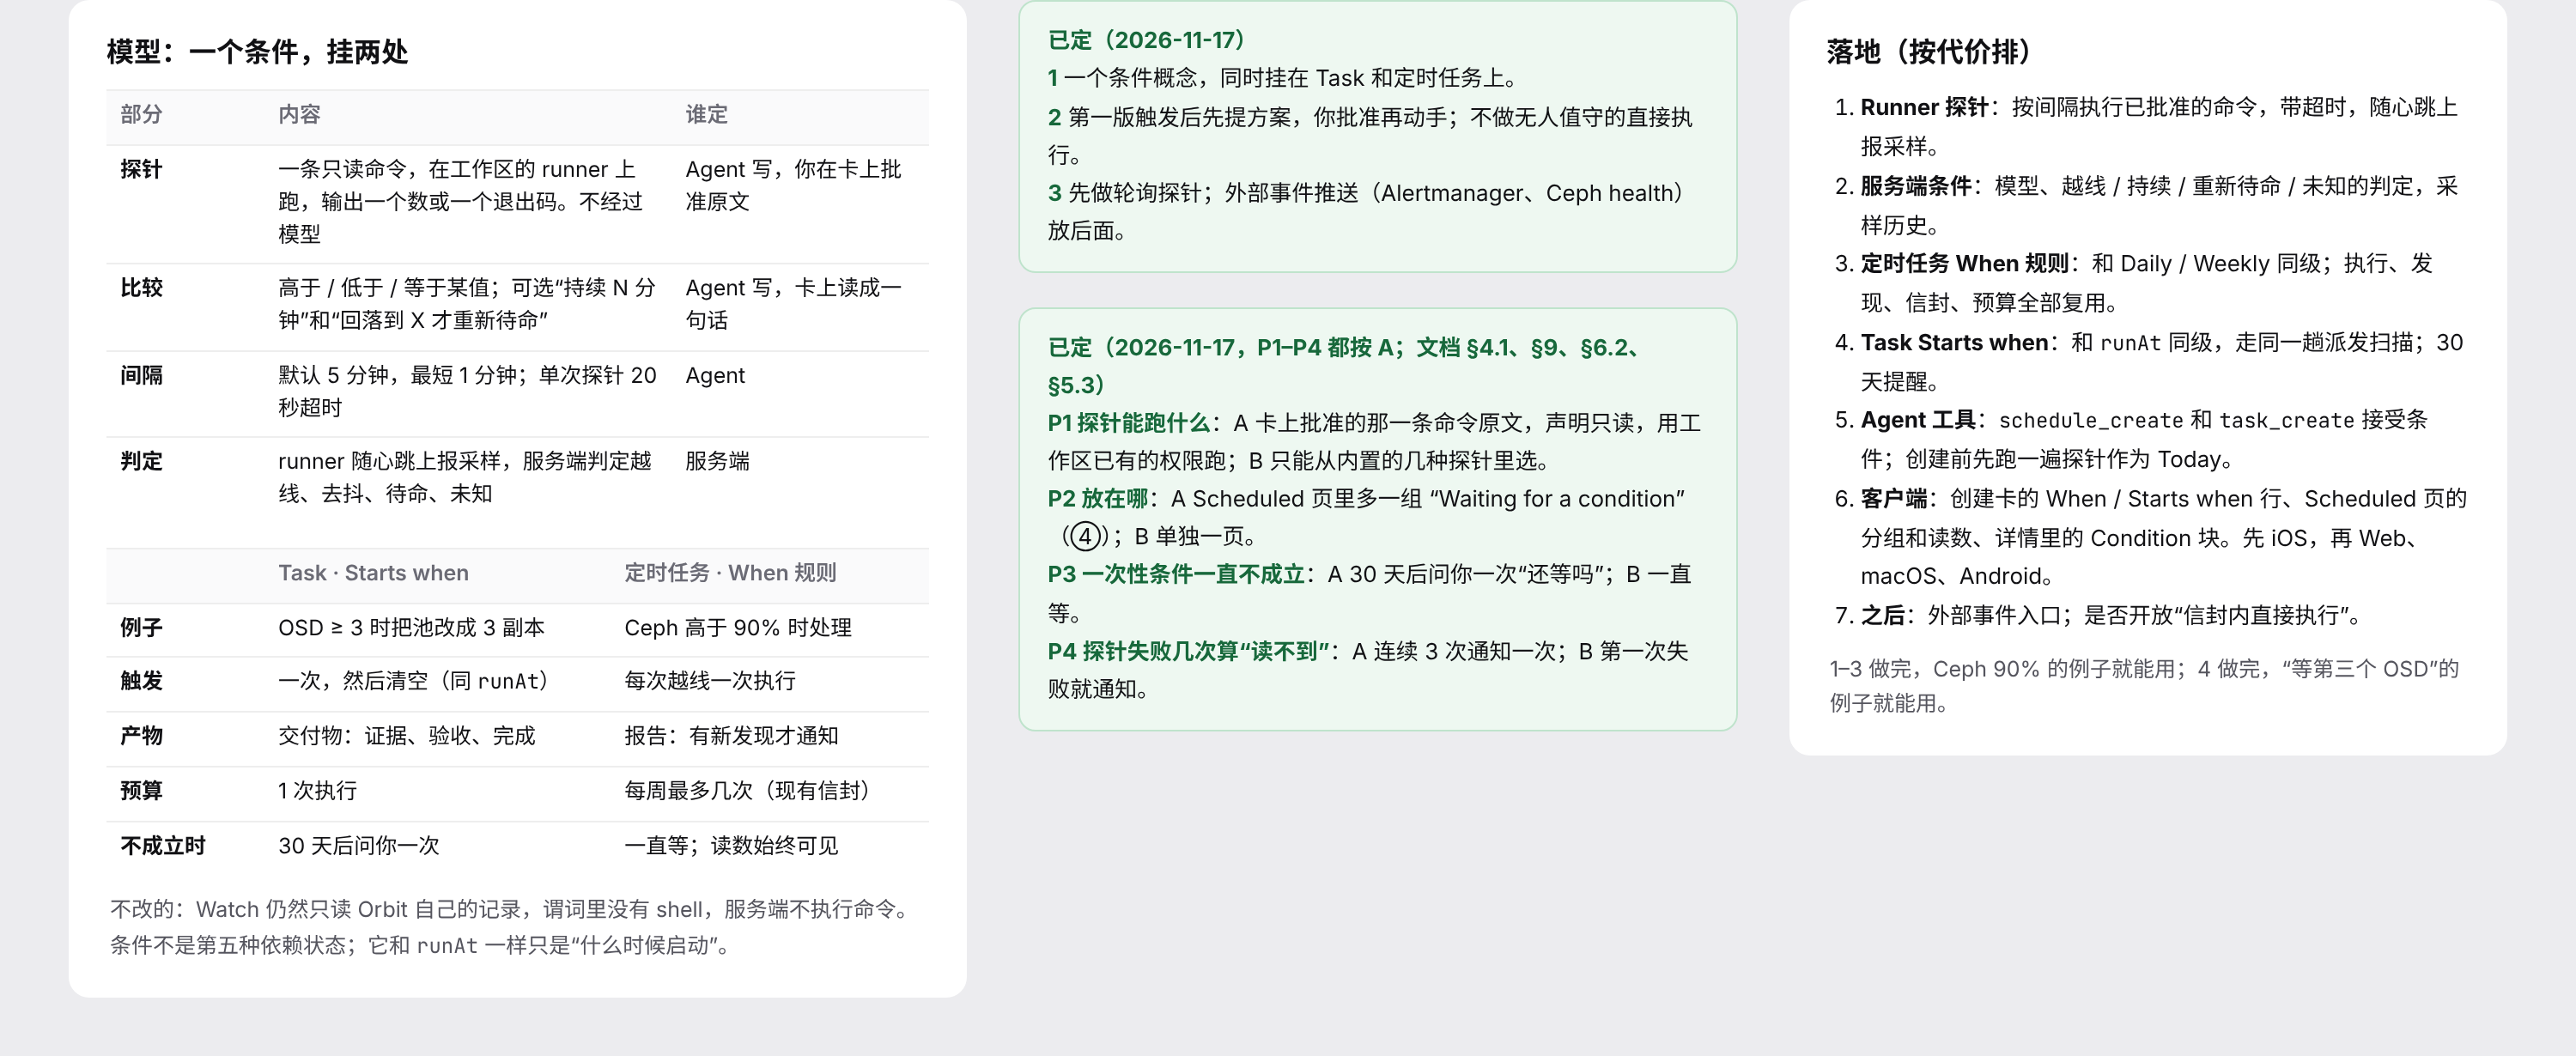 模型：一个条件，挂两处
部分 内容 谁定
探针 一条只读命令，在工作区的 runner 上 Agent 写，你在卡上批
跑，输出一个数或一个退出码。不经过 准原文
模型
比较 高于 / 低于 / 等于某值；可选“持续 N 分 Agent 写，卡上读成一
钟”和“回落到 X 才重新待命” 句话
间隔 默认 5 分钟，最短 1 分钟；单次探针 20 Agent
秒超时
判定 runner 随心跳上报采样，服务端判定越 服务端
线、去抖、待命、未知
Task · Starts when 定时任务 · When 规则
例子 OSD ≥ 3 时把池改成 3 副本 Ceph 高于 90% 时处理
触发 一次，然后清空（同 runAt） 每次越线一次执行
产物 交付物：证据、验收、完成 报告：有新发现才通知
预算 1 次执行 每周最多几次（现有信封）
不成立时 30 天后问你一次 一直等；读数始终可见
不改的：Watch 仍然只读 Orbit 自己的记录，谓词里没有 shell，服务端不执行命令。
条件不是第五种依赖状态；它和 runAt 一样只是“什么时候启动”。
已定（2026-11-17）
1 一个条件概念，同时挂在 Task 和定时任务上。
2 第一版触发后先提方案，你批准再动手；不做无人值守的直接执
行。
3 先做轮询探针；外部事件推送（Alertmanager、Ceph health）
放后面。
已定（2026-11-17，P1–P4 都按 A；文档 §4.1、§9、§6.2、
§5.3）
P1 探针能跑什么：A 卡上批准的那一条命令原文，声明只读，用工
作区已有的权限跑；B 只能从内置的几种探针里选。
P2 放在哪：A Scheduled 页里多一组 “Waiting for a condition”
（④）；B 单独一页。
P3 一次性条件一直不成立：A 30 天后问你一次“还等吗”；B 一直
等。
P4 探针失败几次算“读不到”：A 连续 3 次通知一次；B 第一次失
败就通知。
落地（按代价排）
1. Runner 探针：按间隔执行已批准的命令，带超时，随心跳上
报采样。
2. 服务端条件：模型、越线 / 持续 / 重新待命 / 未知的判定，采
样历史。
3. 定时任务 When 规则：和 Daily / Weekly 同级；执行、发
现、信封、预算全部复用。
4. Task Starts when：和 runAt 同级，走同一趟派发扫描；30
天提醒。
5. Agent 工具：schedule_create 和 task_create 接受条
件；创建前先跑一遍探针作为 Today。
6. 客户端：创建卡的 When / Starts when 行、Scheduled 页的
分组和读数、详情里的 Condition 块。先 iOS，再 Web、
macOS、Android。
7. 之后：外部事件入口；是否开放“信封内直接执行”。
1–3 做完，Ceph 90% 的例子就能用；4 做完，“等第三个 OSD”的
例子就能用。